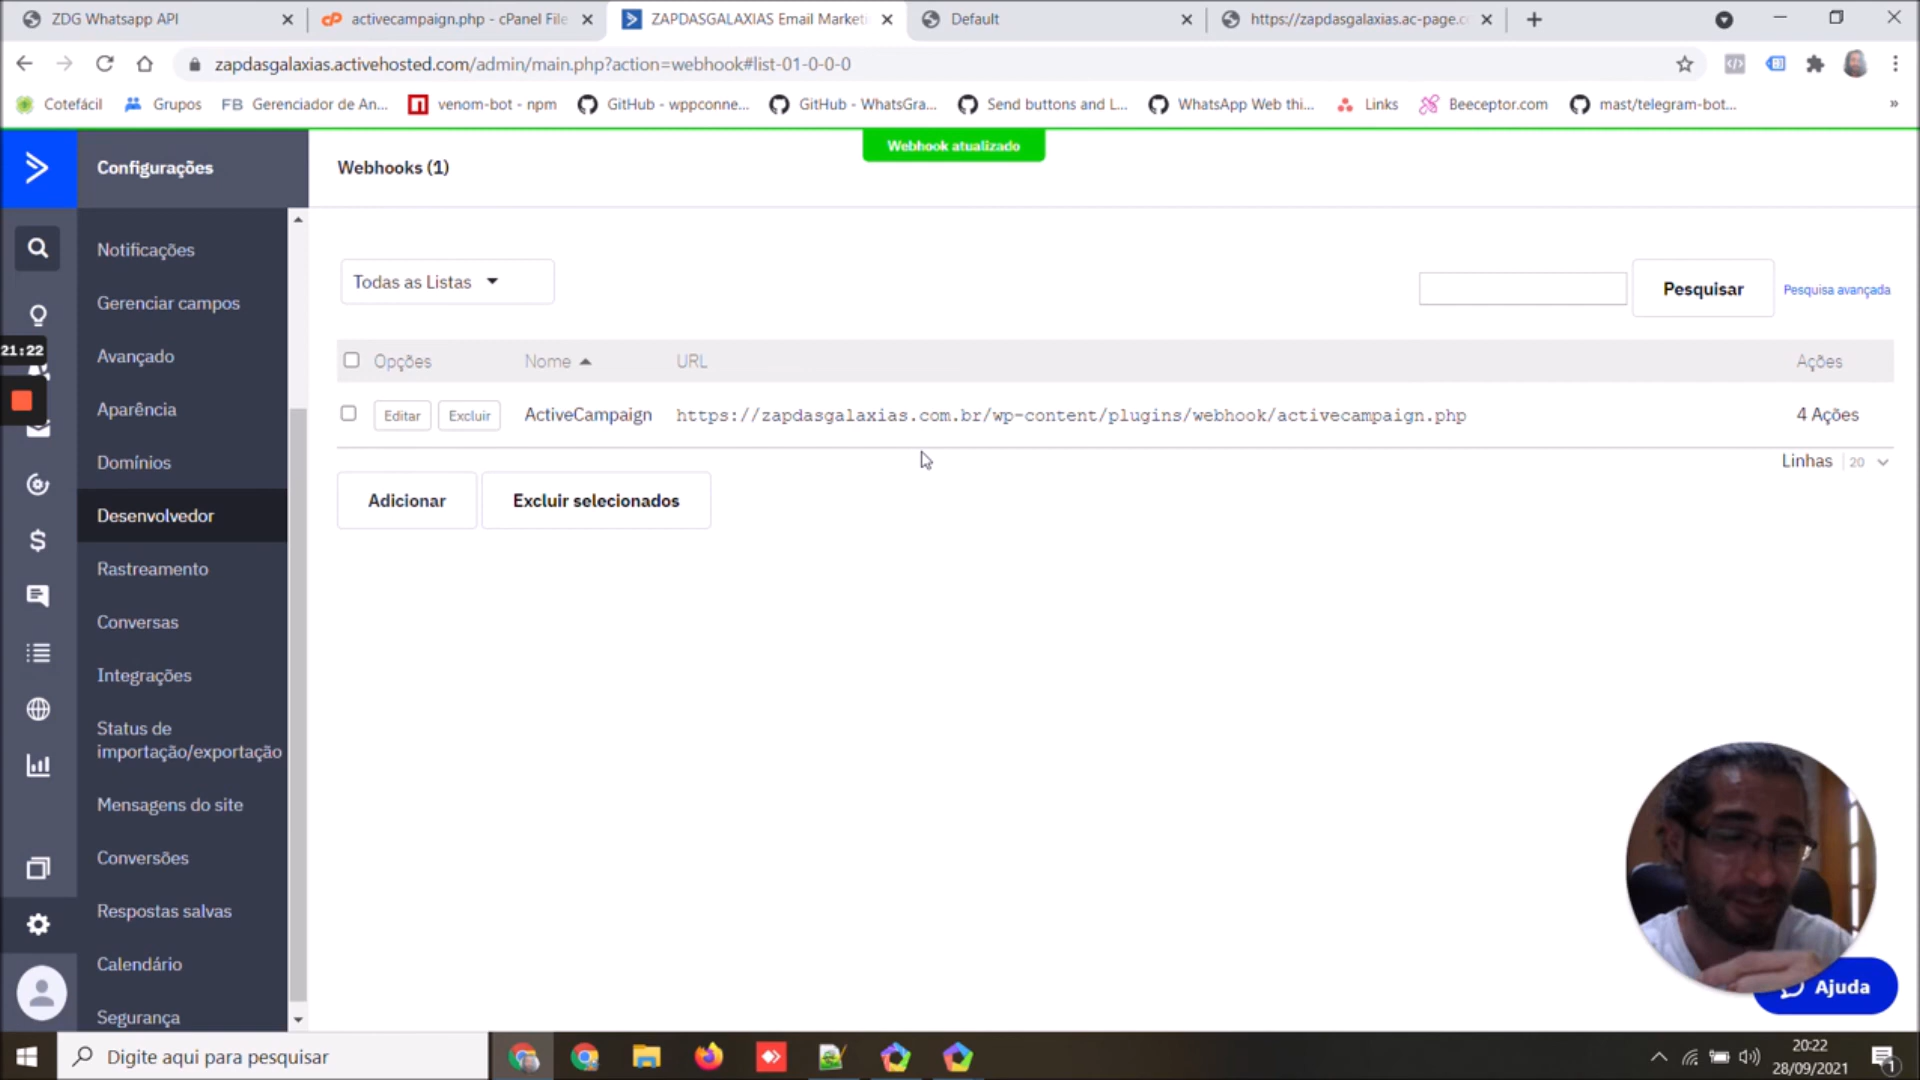 ZDG Whatsapp API
activecampaign.php - cPanel File
ZAPDASGALAXIAS Email Marketi
Default
https://zapdasgalaxias.ac-page.c
zapdasgalaxias.activehosted.com/admin/main.php?action=webhook#list-01-0-0-0
Cotefácil
Grupos
FB Gerenciador de An...
venom-bot - npm
GitHub - wppconne...
GitHub - WhatsGra...
Send buttons and L...
WhatsApp Web thi...
Links
Beeceptor.com
mast/telegram-bot...
»
Configurações
Webhooks (1)
Webhook atualizado
Notificações
Gerenciar campos
Avançado
Aparência
Domínios
Desenvolvedor
Rastreamento
Conversas
Integrações
Status de
importação/exportação
Mensagens do site
Conversões
Respostas salvas
Calendário
Segurança
21:22
Todas as Listas
Pesquisar
Pesquisa avançada
Opções
Nome
URL
Ações
Editar
Excluir
ActiveCampaign
https://zapdasgalaxias.com.br/wp-content/plugins/webhook/activecampaign.php
4 Ações
Linhas
20
Adicionar
Excluir selecionados
Ajuda
Digite aqui para pesquisar
20:22
28/09/2021
1